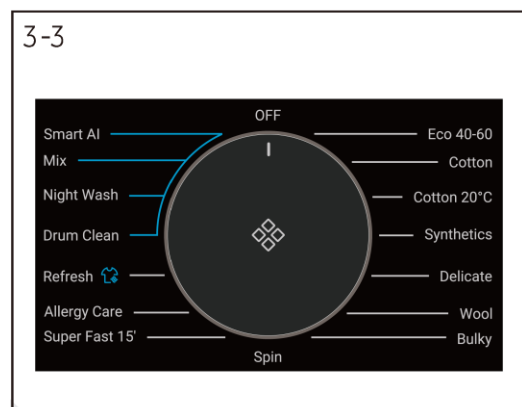 3-3
OFF
Smart AI
Mix
Night Wash
Drum Clean
Refresh
Allergy Care
Super Fast 15'
Eco 40-60
Cotton
Cotton 20°C
Synthetics
Delicate
Wool
Bulky
Spin